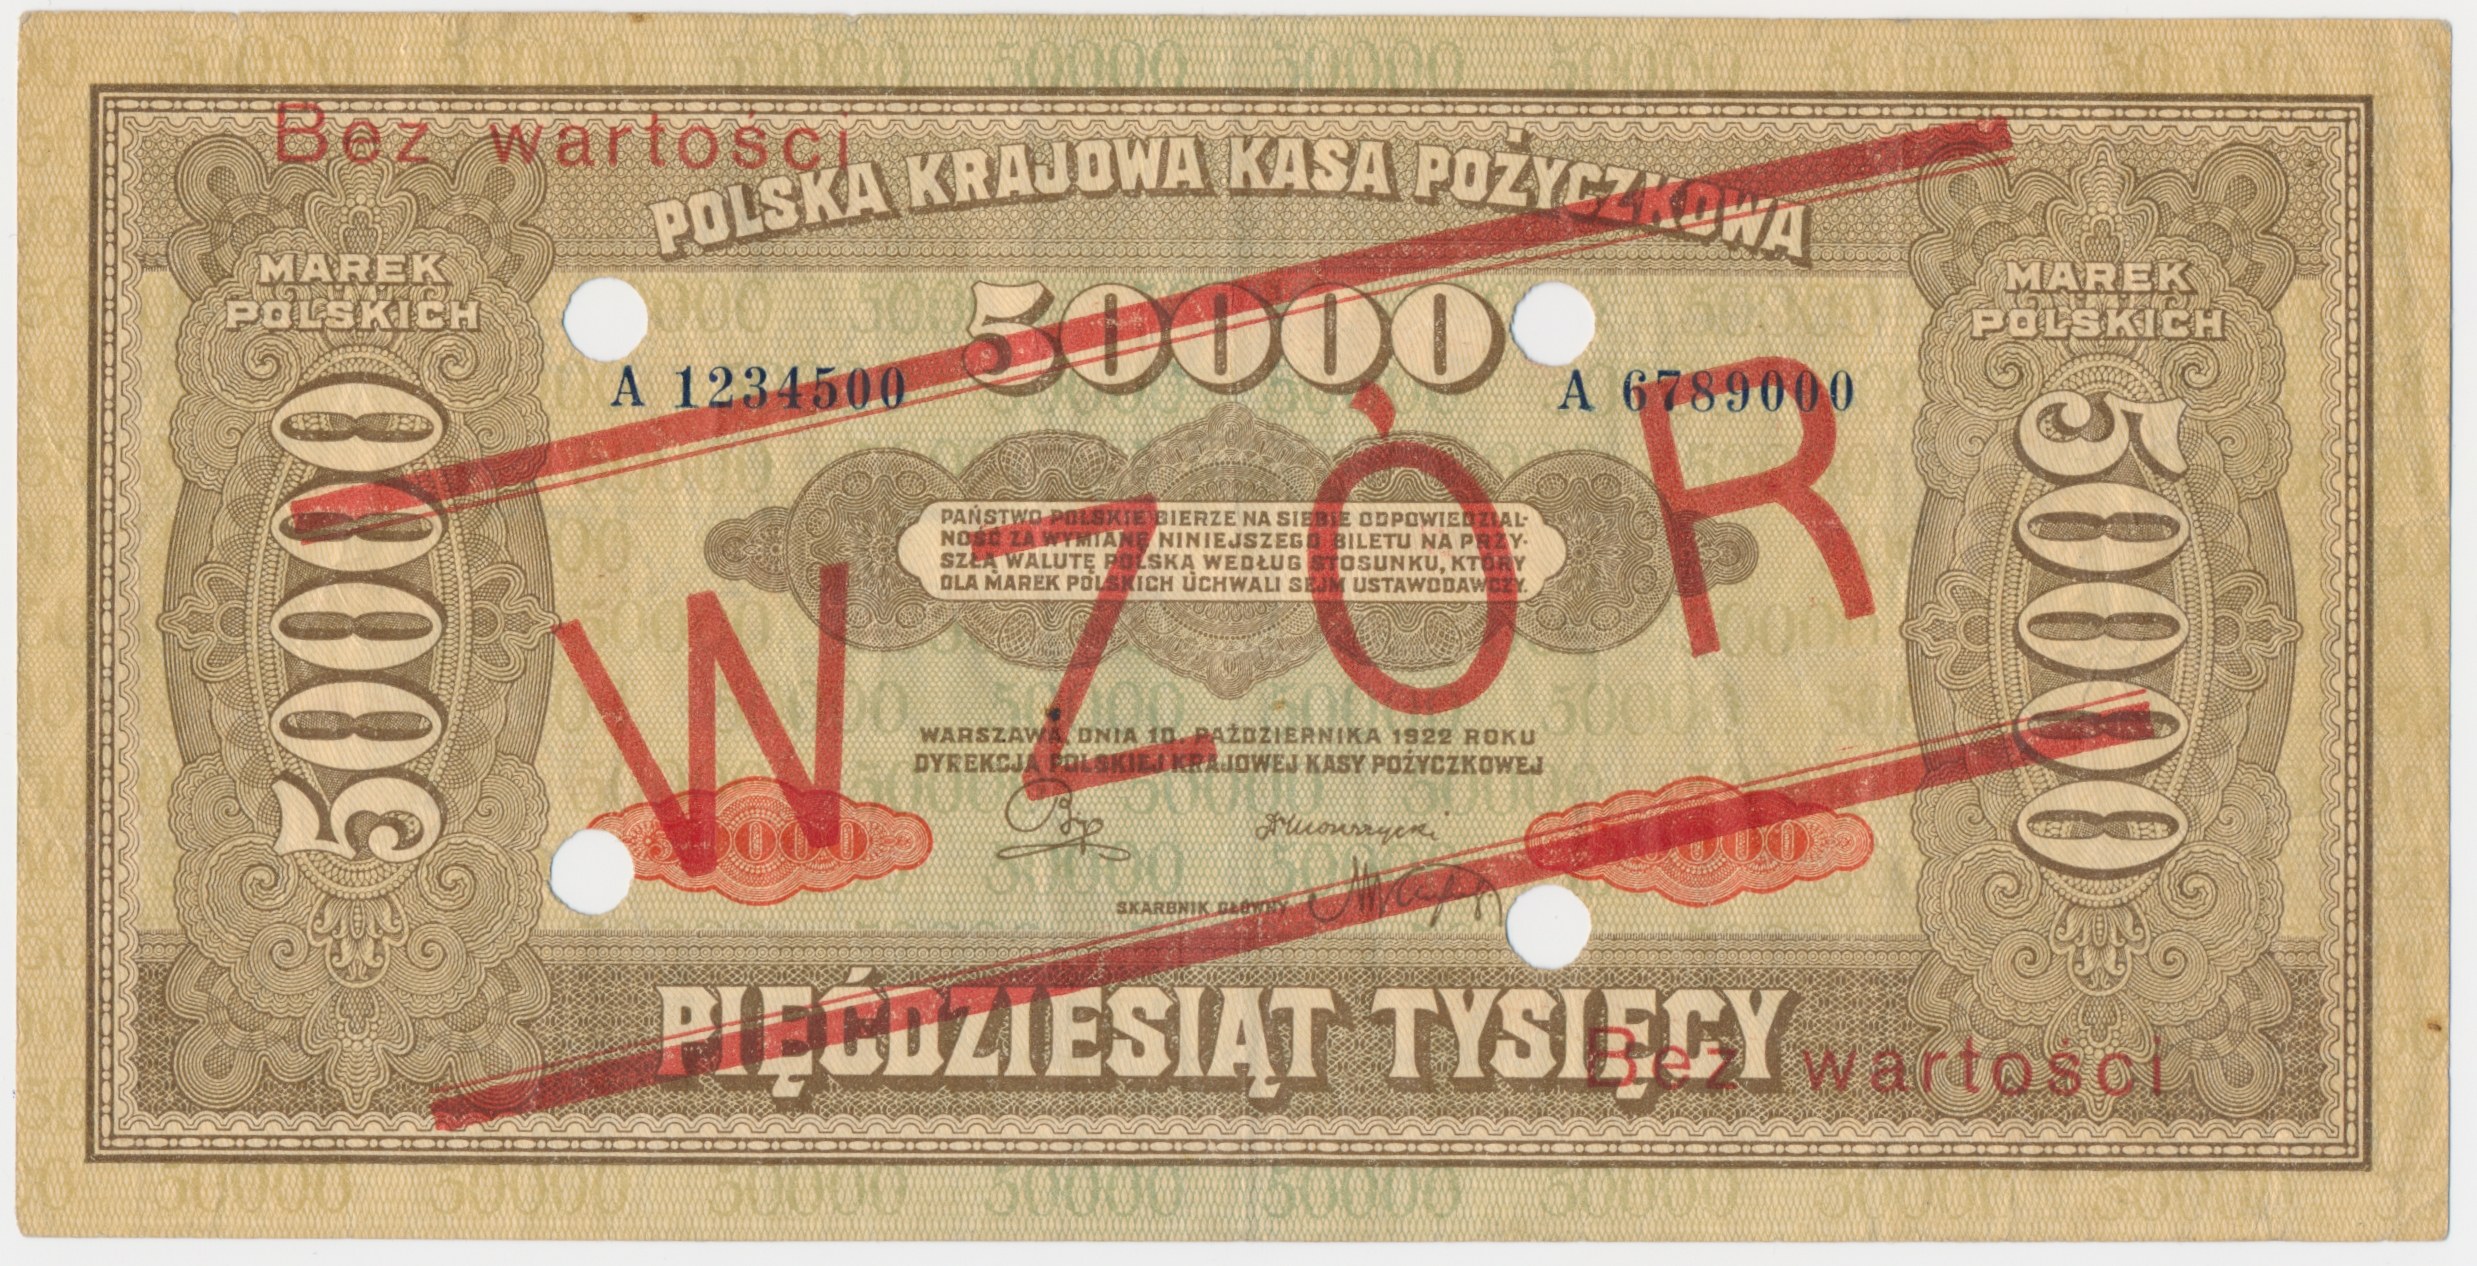 Bez wartości
POLSKA KRAJOWA KASA POŻYCZKOWA
MAREK
POLSKICH
MAREK
POLSKICH
50000
A 1234500
A 6789000
50000
50000
PAŃSTWO POLSKIE BIERZE NA SIEBIE ODPOWIEDZIAL-
NOŚĆ ZA WYMIANĘ NINIEJSZEGO BILETU NA PRZY-
SZŁĄ WALUTĘ POLSKĄ WEDŁUG STOSUNKU, KTÓRY
DLA MAREK POLSKICH UCHWALI SEJM USTAWODAWCZY.
WZÓR
WARSZAWA, DNIA 10. PAŹDZIERNIKA 1922 ROKU
DYREKCJA POLSKIEJ KRAJOWEJ KASY POŻYCZKOWEJ
50000
50000
SKARBNIK GŁÓWNY
PIĘĆDZIESIĄT TYSIĘCY
Bez wartości